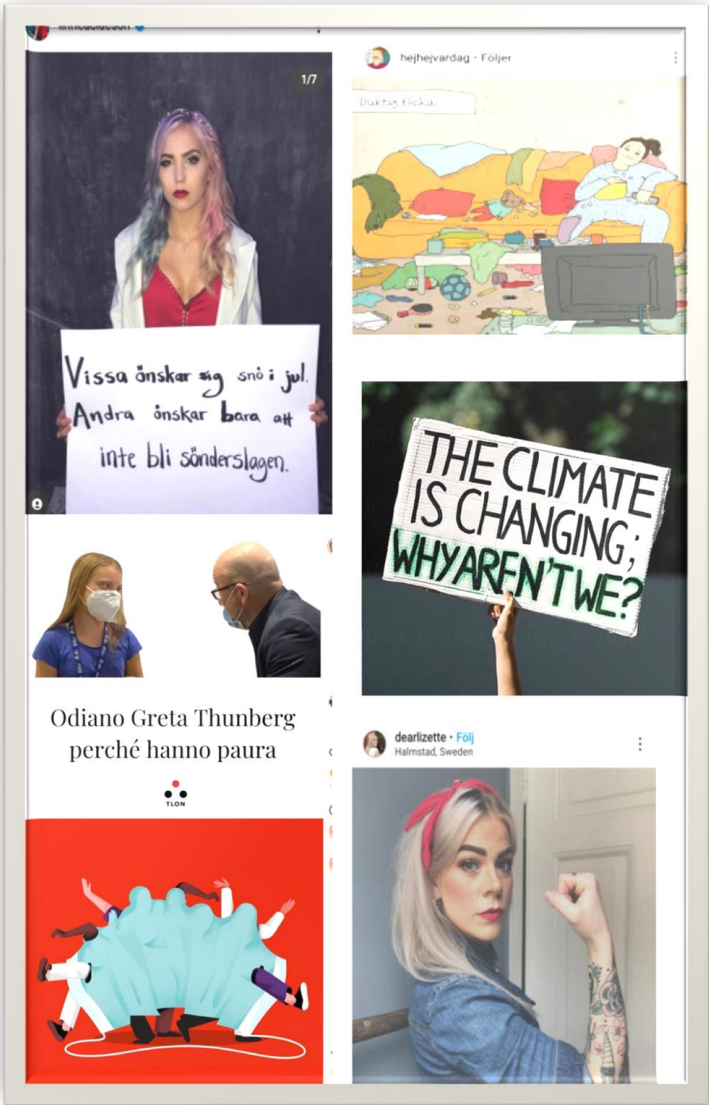 1/7
Vissa önskar sig snö i jul.
Andra önskar bara att
inte bli sönderslagen.
Odiano Greta Thunberg
perché hanno paura
TLON
hejhejvardag • Följer
Duktig flicka.
THE CLIMATE
IS CHANGING;
WHY AREN'T WE?
dearlizette • Följ
Halmstad, Sweden